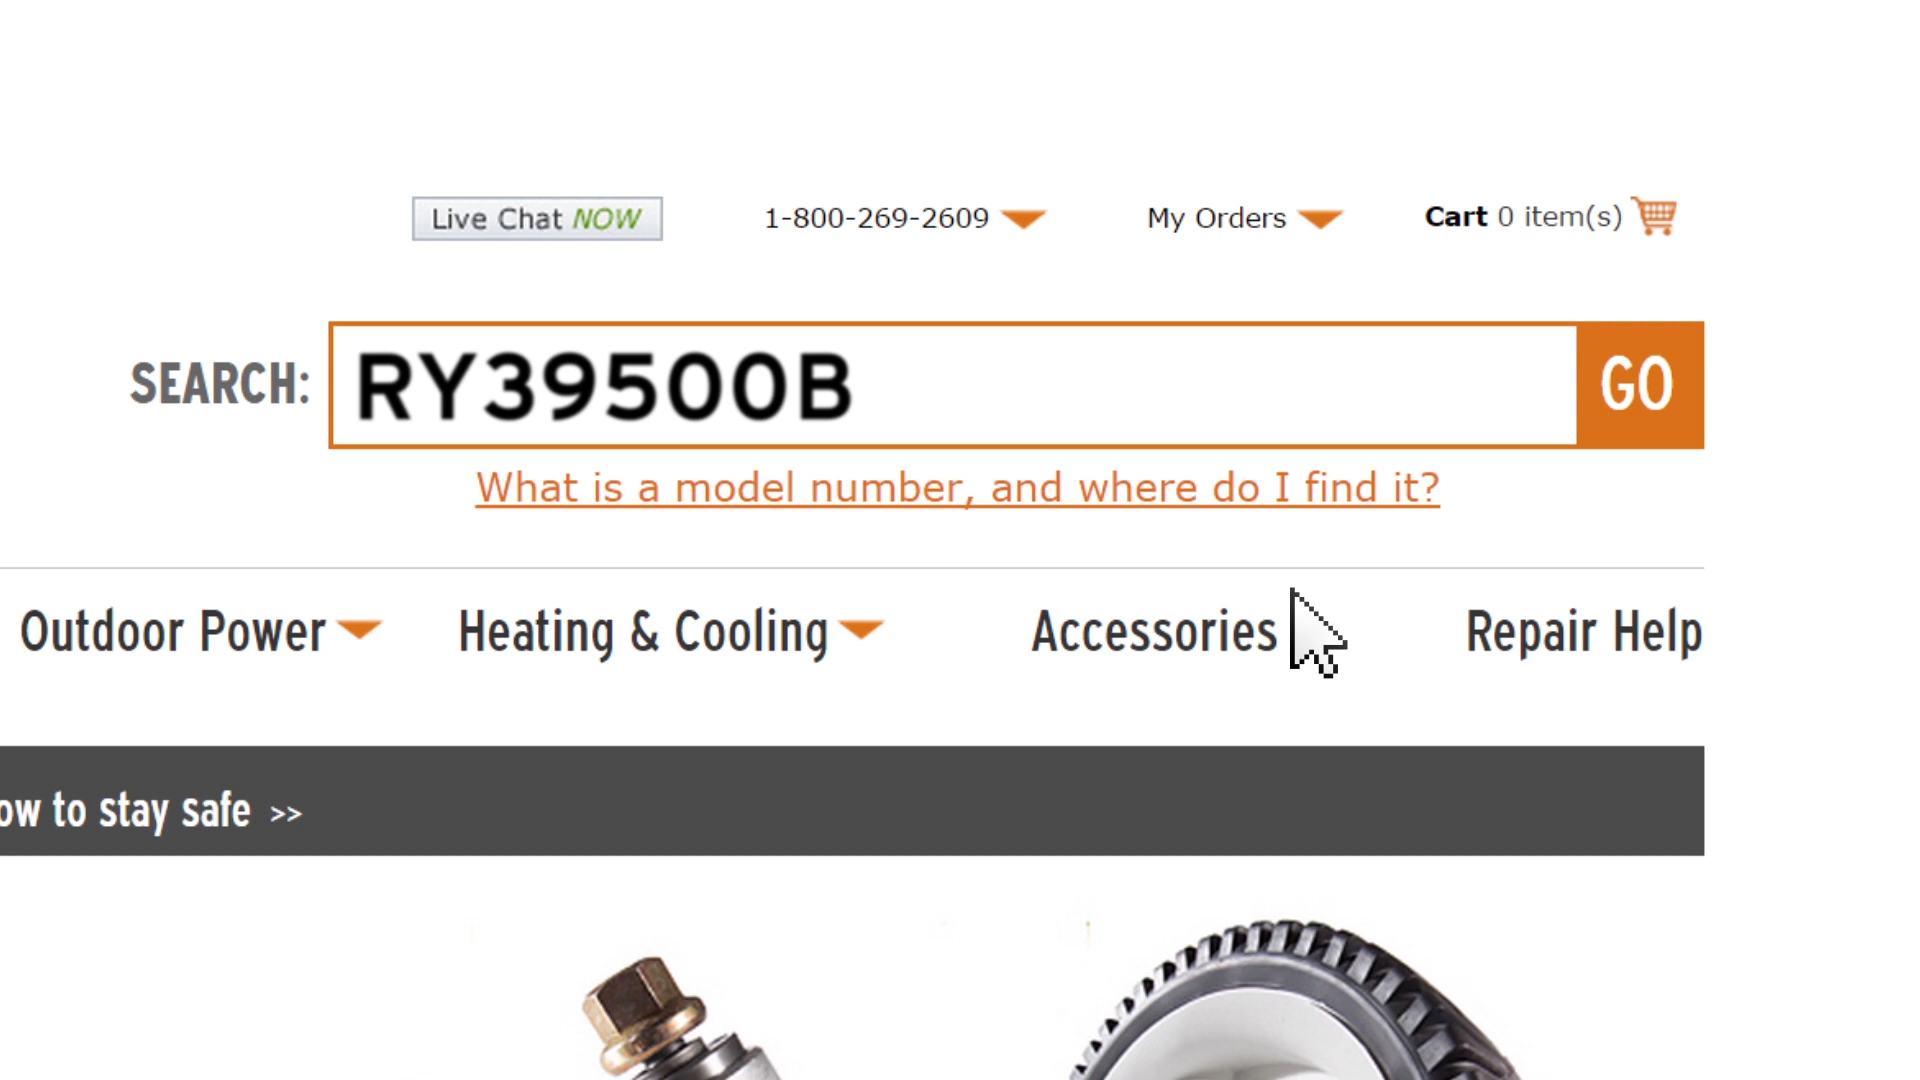 Live Chat NOW
1-800-269-2609
My Orders
Cart 0 item(s)
SEARCH: RY39500B GO
What is a model number, and where do I find it?
Outdoor Power
Heating & Cooling
Accessories
Repair Help
ow to stay safe >>